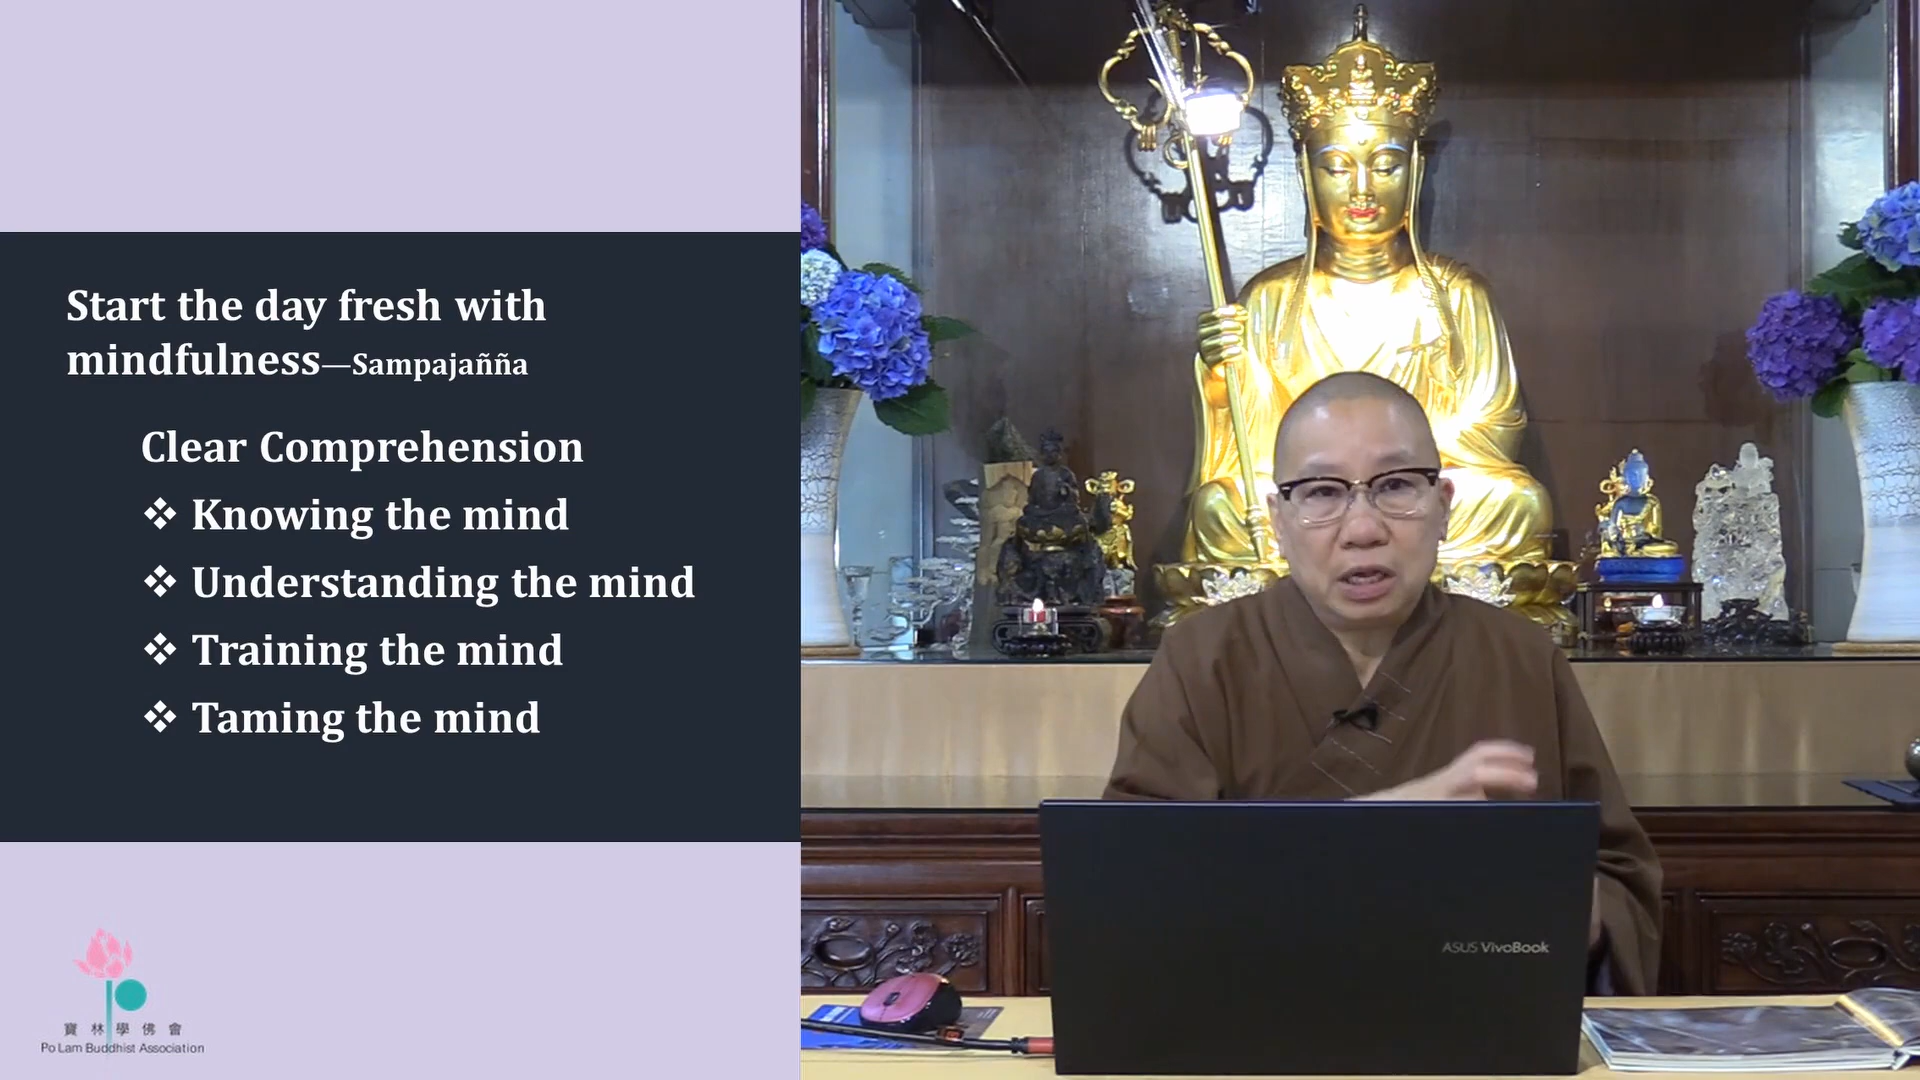 Start the day fresh with
mindfulness—Sampajañña
Clear Comprehension
❖ Knowing the mind
❖ Understanding the mind
❖ Training the mind
❖ Taming the mind
寶林學佛會
Po Lam Buddhist Association
ASUS VivoBook